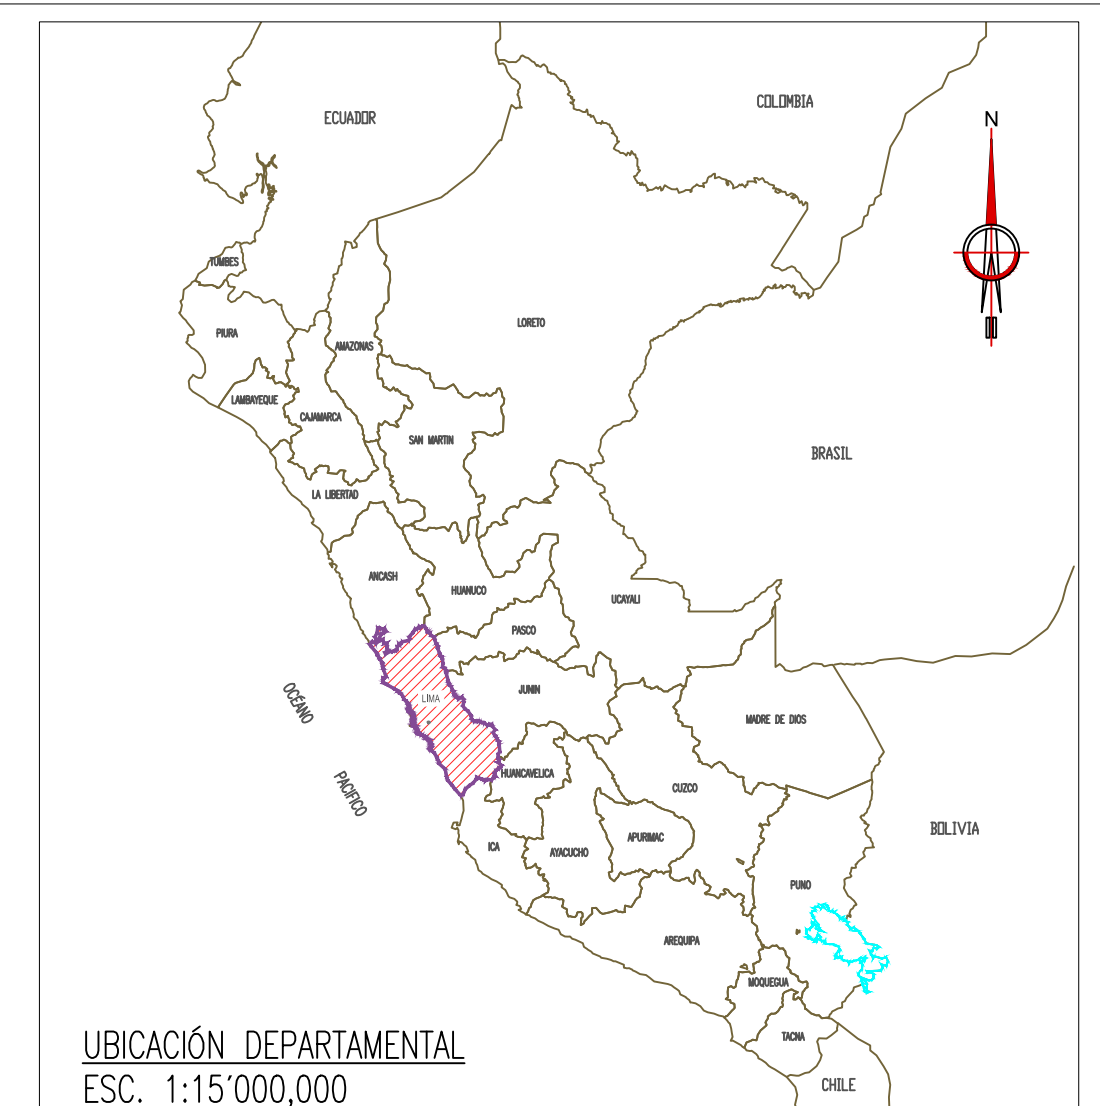 ECUADOR
COLOMBIA
N
TUMBES
PIURA
LORETO
AMAZONAS
LAMBAYEQUE
CAJAMARCA
SAN MARTIN
BRASIL
LA LIBERTAD
ANCASH
HUANUCO
UCAYALI
PASCO
LIMA
JUNIN
OCÉANO
PACIFICO
MADRE DE DIOS
HUANCAVELICA
CUZCO
BOLIVIA
ICA
AYACUCHO
APURIMAC
PUNO
AREQUIPA
MOQUEGUA
TACNA
CHILE
UBICACIÓN DEPARTAMENTAL
ESC. 1:15´000,000